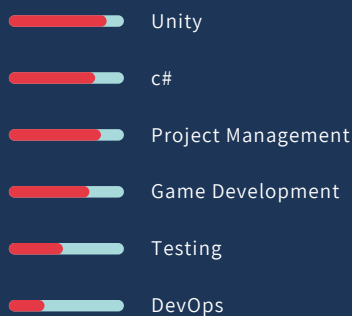 Unity
c#
Project Management
Game Development
Testing
DevOps